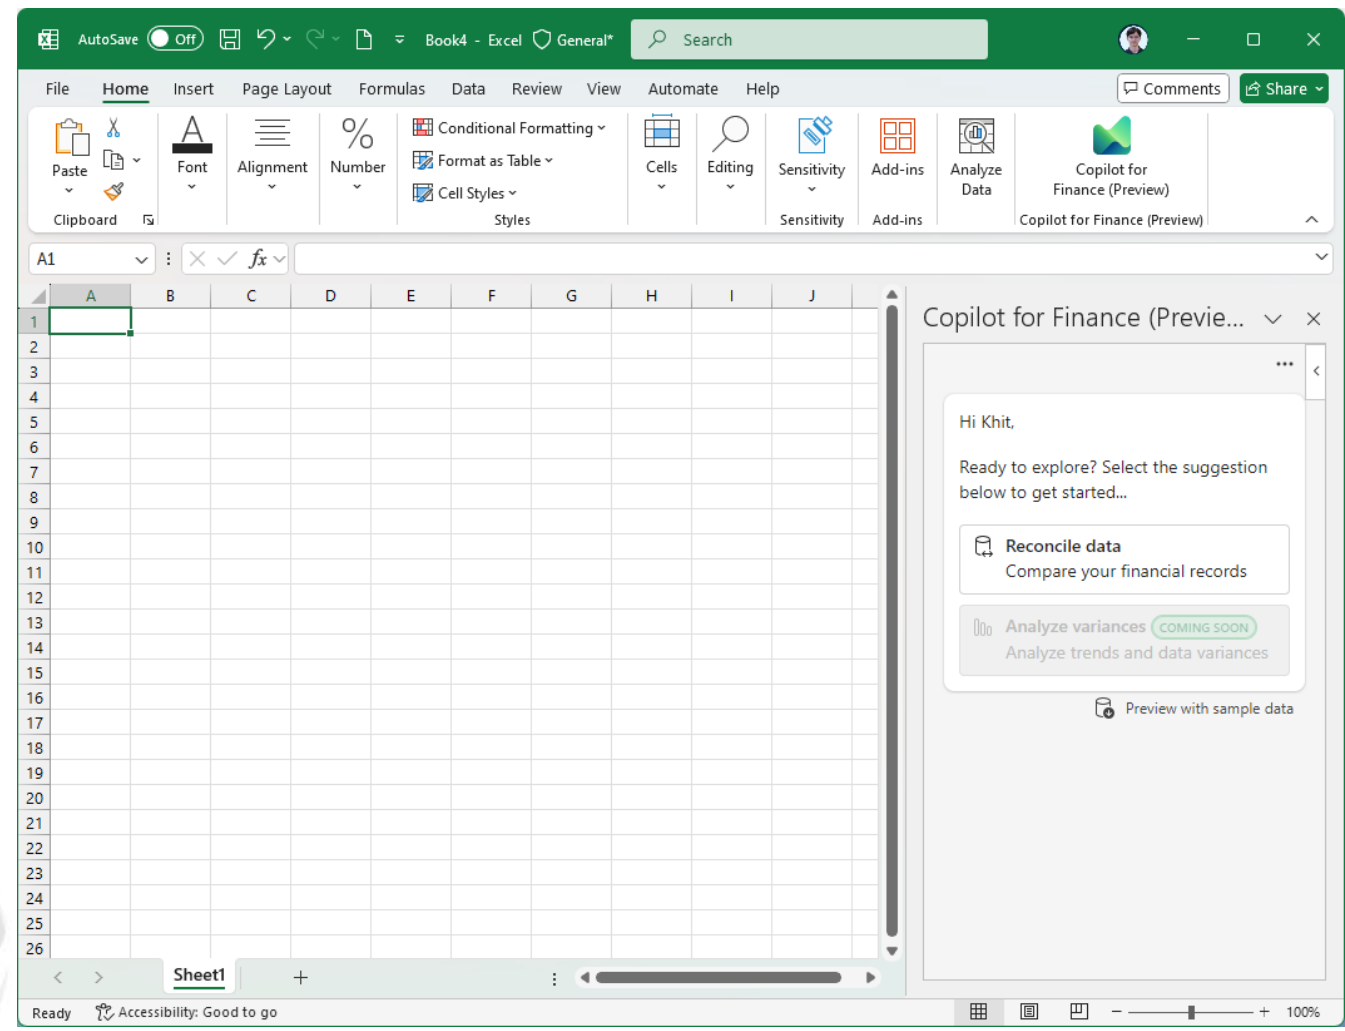 AutoSave Off Book4 - Excel General* Search
File Home Insert Page Layout Formulas Data Review View Automate Help Comments Share
Paste
Font
Alignment
Number
Conditional Formatting
Format as Table
Cell Styles
Cells
Editing
Sensitivity
Add-ins
Analyze
Data
Copilot for
Finance (Preview)
Clipboard Styles Sensitivity Add-ins Copilot for Finance (Preview)
A1 fx
A B C D E F G H I J
1
2
3
4
5
6
7
8
9
10
11
12
13
14
15
16
17
18
19
20
21
22
23
24
25
26
Copilot for Finance (Previe...
Hi Khit,
Ready to explore? Select the suggestion
below to get started...
Reconcile data
Compare your financial records
Analyze variances COMING SOON
Analyze trends and data variances
Preview with sample data
Sheet1
Ready Accessibility: Good to go 100%